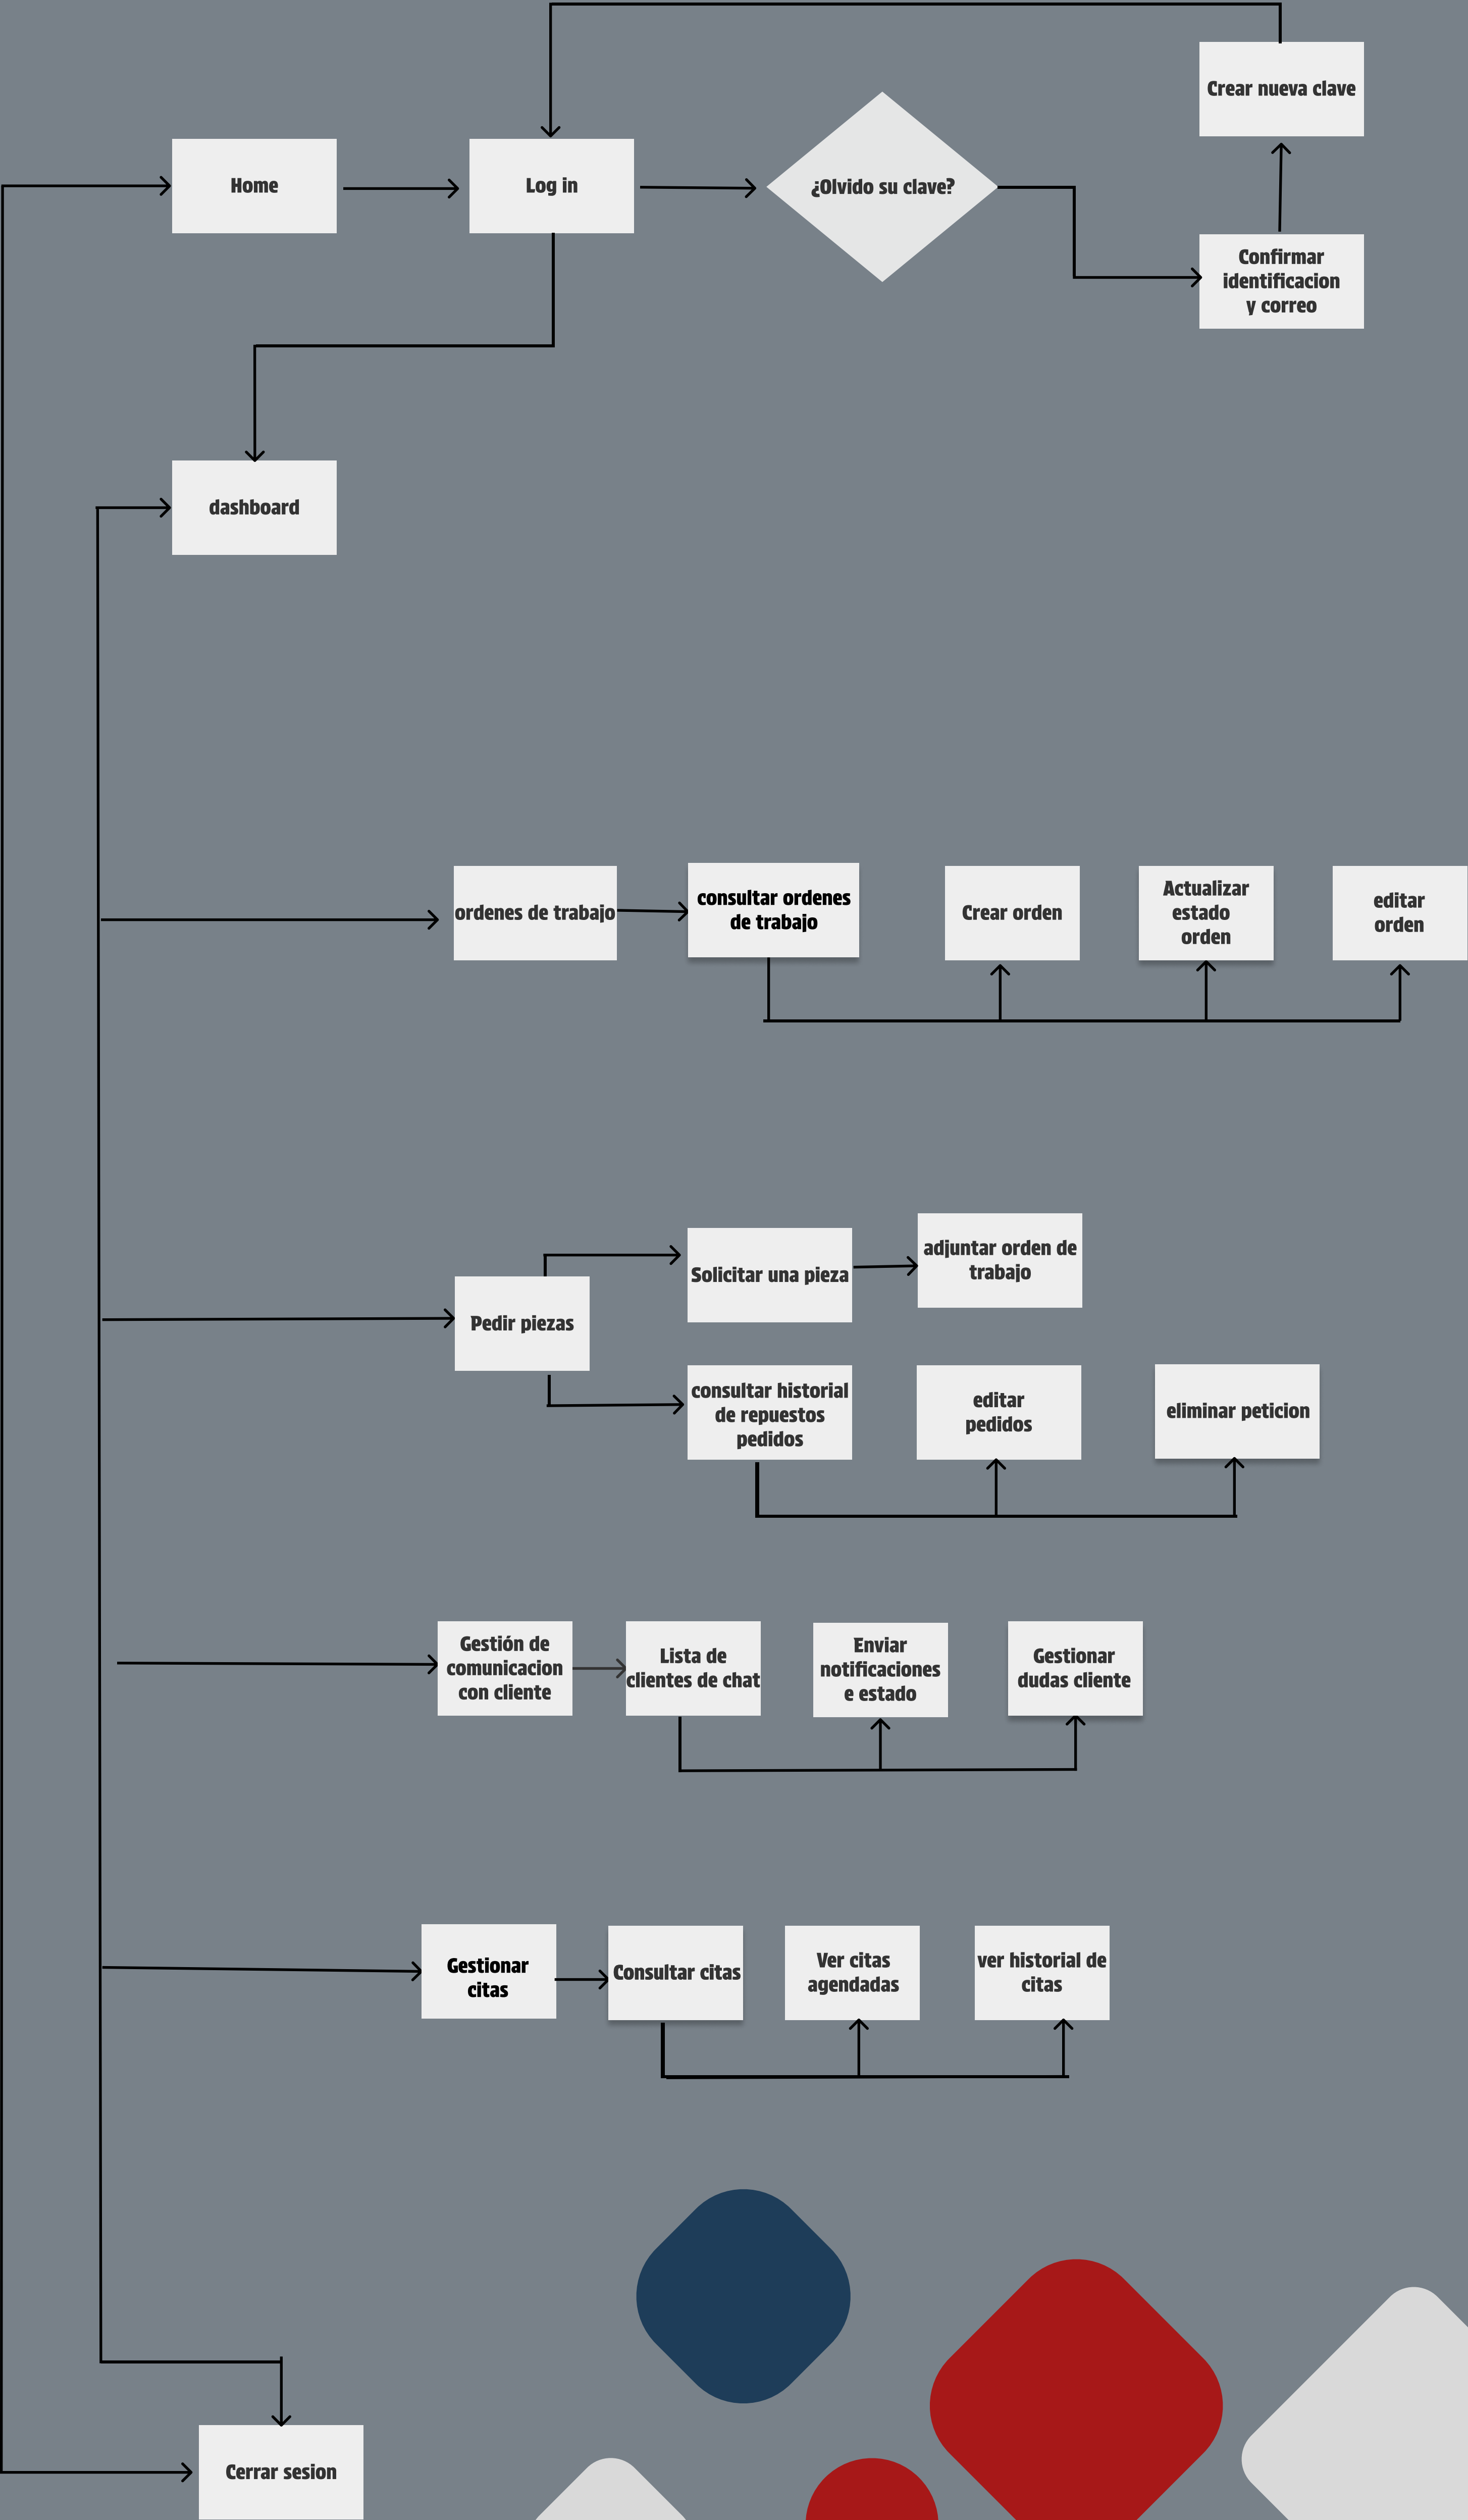 Crear nueva clave
Home
Log in
¿Olvido su clave?
Confirmar
identificacion
y correo
dashboard
ordenes de trabajo
consultar ordenes
de trabajo
Crear orden
Actualizar
estado
orden
editar
orden
Pedir piezas
Solicitar una pieza
adjuntar orden de
trabajo
consultar historial
de repuestos
pedidos
editar
pedidos
eliminar peticion
Gestión de
comunicacion
con cliente
Lista de
clientes de chat
Enviar
notificaciones
e estado
Gestionar
dudas cliente
Gestionar
citas
Consultar citas
Ver citas
agendadas
ver historial de
citas
Cerrar sesion